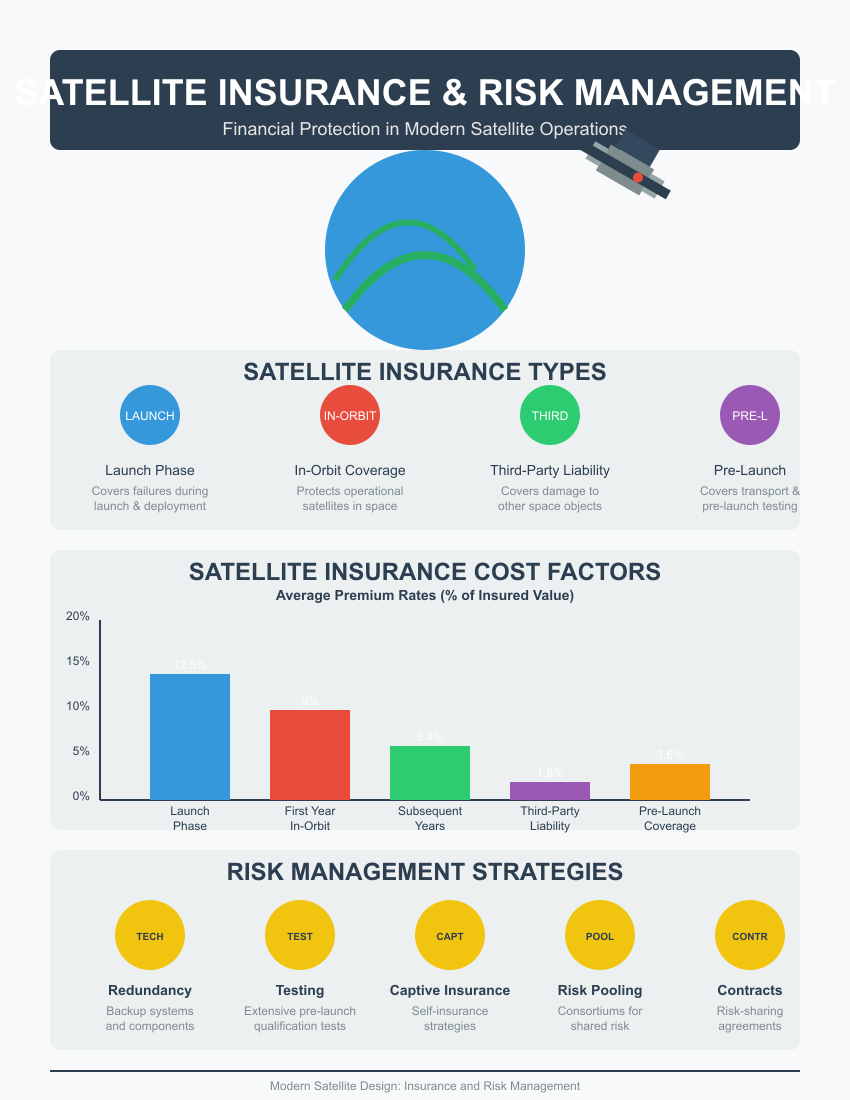 SATELLITE INSURANCE & RISK MANAGEMENT
Financial Protection in Modern Satellite Operations
SATELLITE INSURANCE TYPES
LAUNCH
IN-ORBIT
THIRD
PRE-L
Launch Phase
In-Orbit Coverage
Third-Party Liability
Pre-Launch
Covers failures during
launch & deployment
Protects operational
satellites in space
Covers damage to
other space objects
Covers transport &
pre-launch testing
SATELLITE INSURANCE COST FACTORS
Average Premium Rates (% of Insured Value)
20%
15%
10%
5%
0%
12.5%
9%
5.4%
1.8%
3.6%
Launch
Phase
First Year
In-Orbit
Subsequent
Years
Third-Party
Liability
Pre-Launch
Coverage
RISK MANAGEMENT STRATEGIES
TECH
TEST
CAPT
POOL
CONTR
Redundancy
Testing
Captive Insurance
Risk Pooling
Contracts
Backup systems
and components
Extensive pre-launch
qualification tests
Self-insurance
strategies
Consortiums for
shared risk
Risk-sharing
agreements
Modern Satellite Design: Insurance and Risk Management